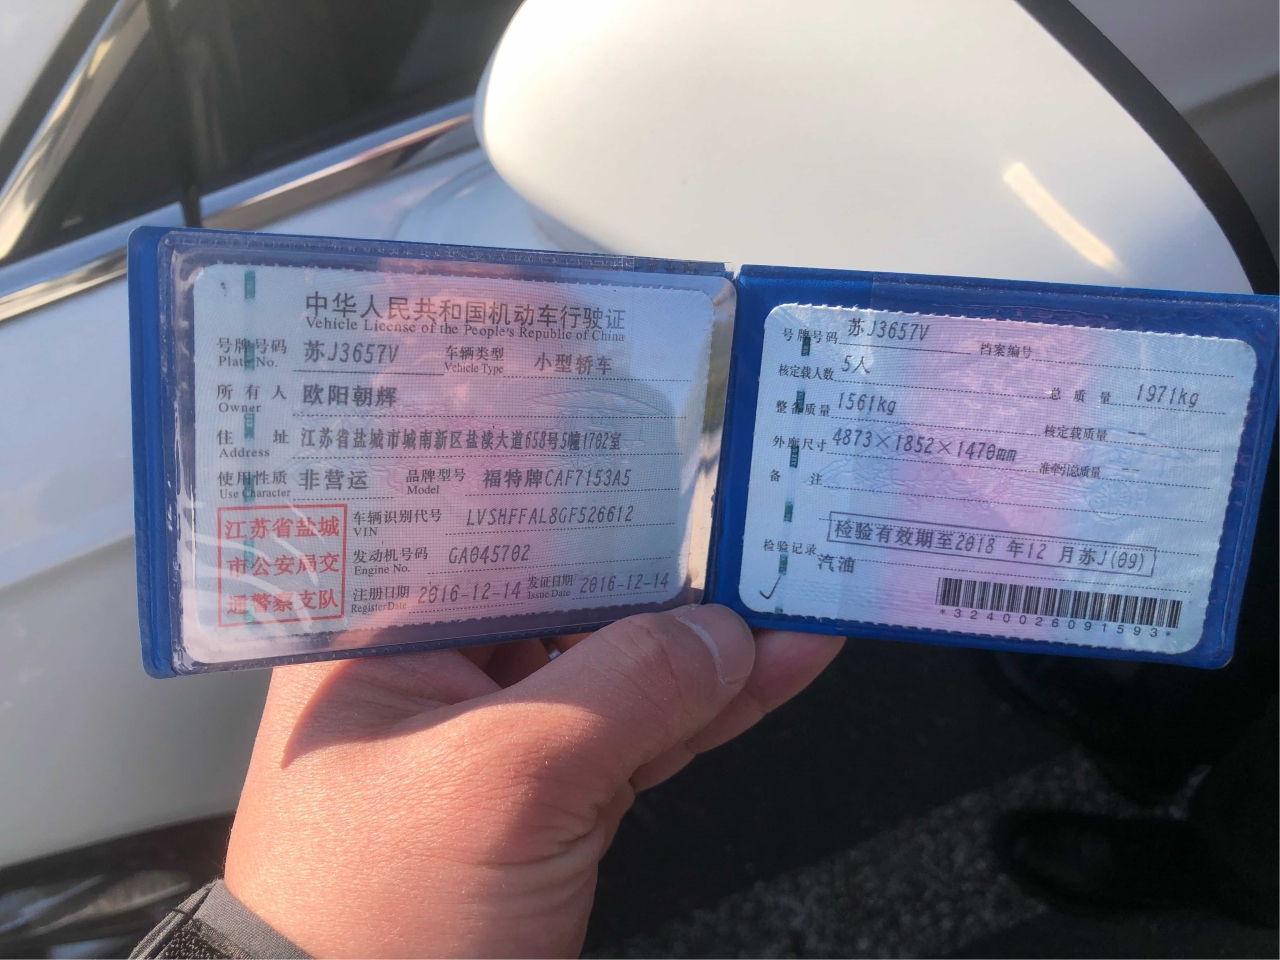 中华人民共和国机动车行驶证
Vehicle License of the People's Republic of China
号牌号码 苏J3657V 车辆类型 小型轿车
Plate No. Vehicle Type
所有人 欧阳朝辉
Owner
住址 江苏省盐城市城南新区盐渎大道658号5幢1702室
Address
使用性质 非营运 品牌型号 福特牌CAF7153A5
Use Character Model
江苏省盐城
市公安局交
通警察支队
车辆识别代号 LVSHFFAL8GF526612
VIN
发动机号码 GA045702
Engine No.
注册日期 2016-12-14 发证日期 2016-12-14
Register Date Issue Date
号牌号码 苏J3657V 档案编号
核定载人数 5人 总质量 1971kg
整备质量 1561kg 核定载质量 --
外廓尺寸 4873×1852×1470mm 准牵引总质量 --
备注
检验有效期至2018 年12 月苏J(09)
检验记录 汽油
*3240026091593*